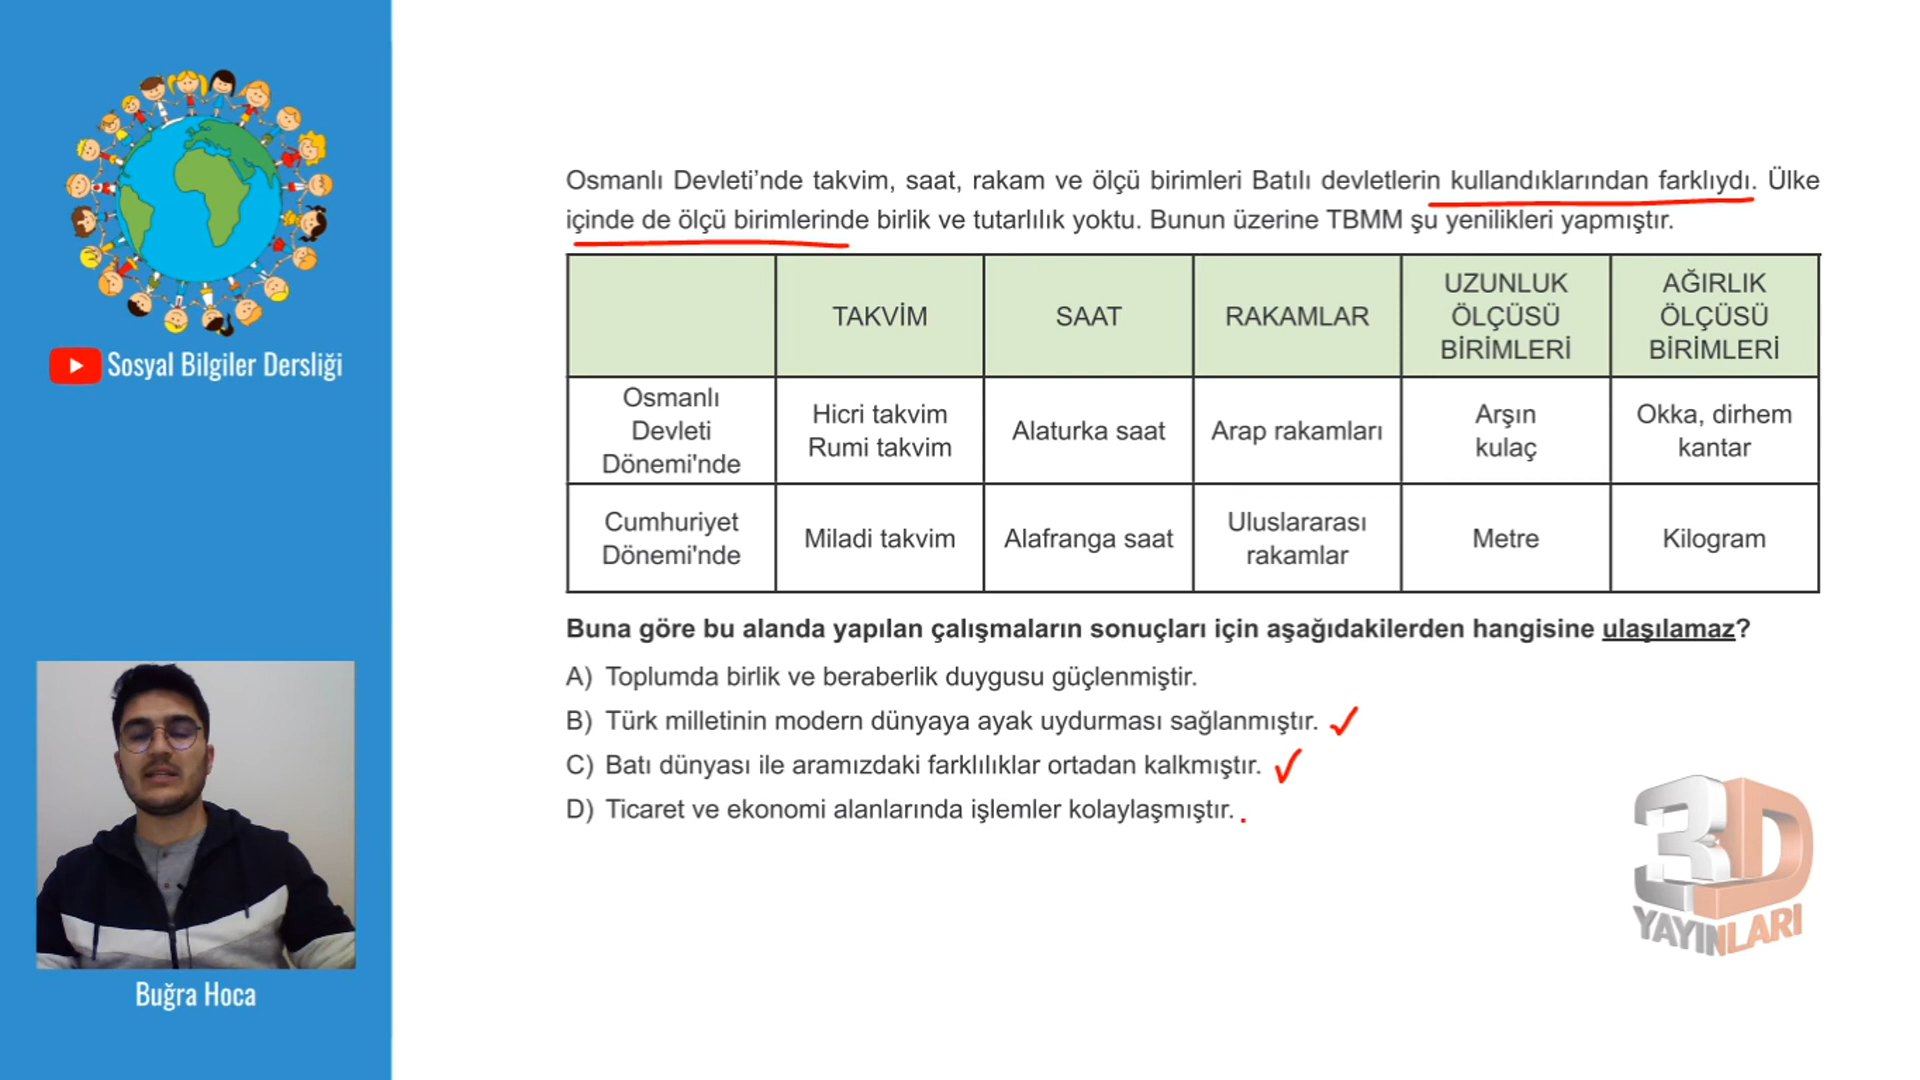 Osmanlı Devleti’nde takvim, saat, rakam ve ölçü birimleri Batılı devletlerin kullandıklarından farklıydı. Ülke
içinde de ölçü birimlerinde birlik ve tutarlılık yoktu. Bunun üzerine TBMM şu yenilikleri yapmıştır.
TAKVİM
SAAT
RAKAMLAR
UZUNLUK
ÖLÇÜSÜ
BİRİMLERİ
AĞIRLIK
ÖLÇÜSÜ
BİRİMLERİ
Osmanlı
Devleti
Dönemi'nde
Hicri takvim
Rumi takvim
Alaturka saat
Arap rakamları
Arşın
kulaç
Okka, dirhem
kantar
Cumhuriyet
Dönemi'nde
Miladi takvim
Alafranga saat
Uluslararası
rakamlar
Metre
Kilogram
Buna göre bu alanda yapılan çalışmaların sonuçları için aşağıdakilerden hangisine ulaşılamaz?
A) Toplumda birlik ve beraberlik duygusu güçlenmiştir.
B) Türk milletinin modern dünyaya ayak uydurması sağlanmıştır.
C) Batı dünyası ile aramızdaki farklılıklar ortadan kalkmıştır.
D) Ticaret ve ekonomi alanlarında işlemler kolaylaşmıştır.
Sosyal Bilgiler Dersliği
Buğra Hoca
3D
YAYINLARI